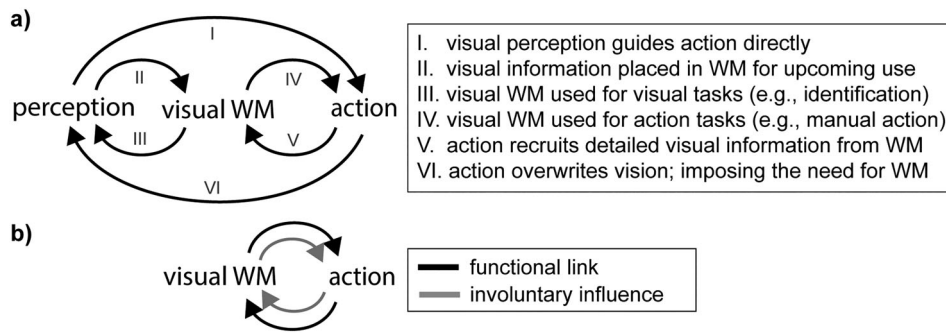 a)
I
II
IV
perception
visual WM
action
III
V
VI
I. visual perception guides action directly
II. visual information placed in WM for upcoming use
III. visual WM used for visual tasks (e.g., identification)
IV. visual WM used for action tasks (e.g., manual action)
V. action recruits detailed visual information from WM
VI. action overwrites vision; imposing the need for WM
b)
visual WM
action
functional link
involuntary influence